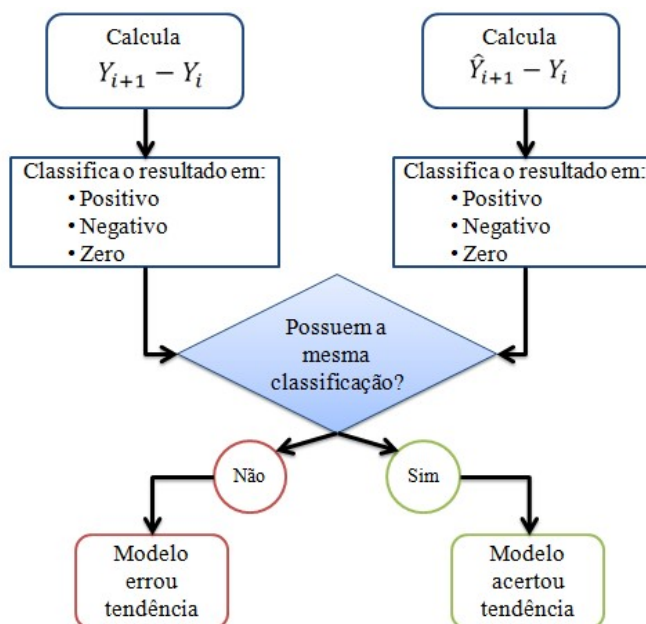 Calcula
Y_{i+1} − Y_i
Calcula
Ŷ_{i+1} − Y_i
Classifica o resultado em:
• Positivo
• Negativo
• Zero
Classifica o resultado em:
• Positivo
• Negativo
• Zero
Possuem a
mesma
classificação?
Não
Sim
Modelo
errou
tendência
Modelo
acertou
tendência